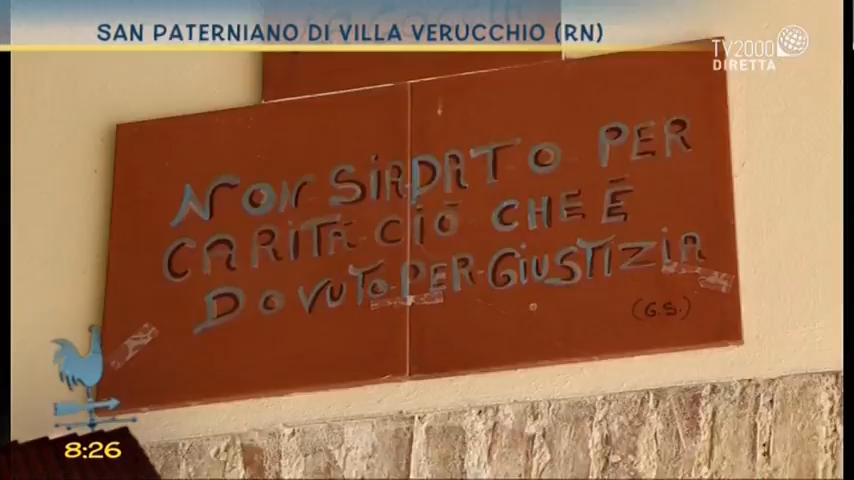 SAN PATERNIANO DI VILLA VERUCCHIO (RN)
TV2000
DIRETTA
NON SIA DATO PER
CARITÀ CIÒ CHE È
DOVUTO PER GIUSTIZIA
(G.S.)
8:26